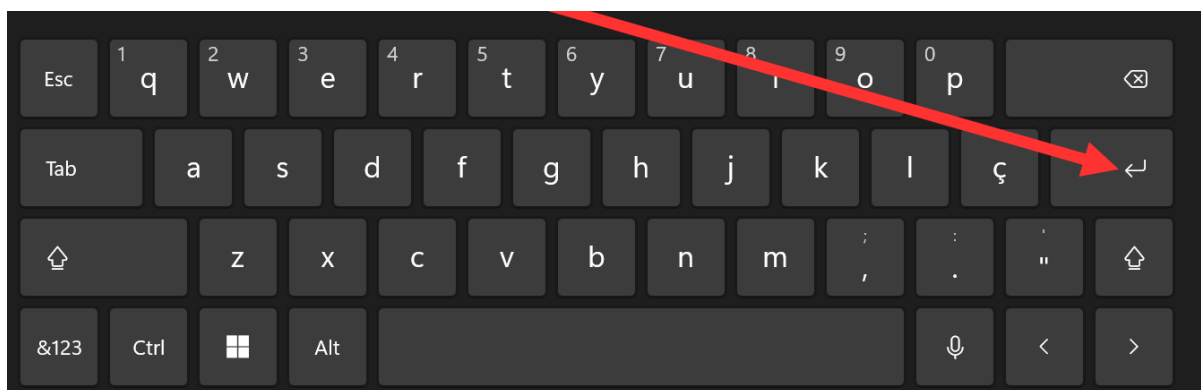 Esc 1 q 2 w 3 e 4 r 5 t 6 y 7 u 8 i 9 o 0 p
Tab a s d f g h j k l ç
z x c v b n m ; , : . ' "
&123 Ctrl Alt < >